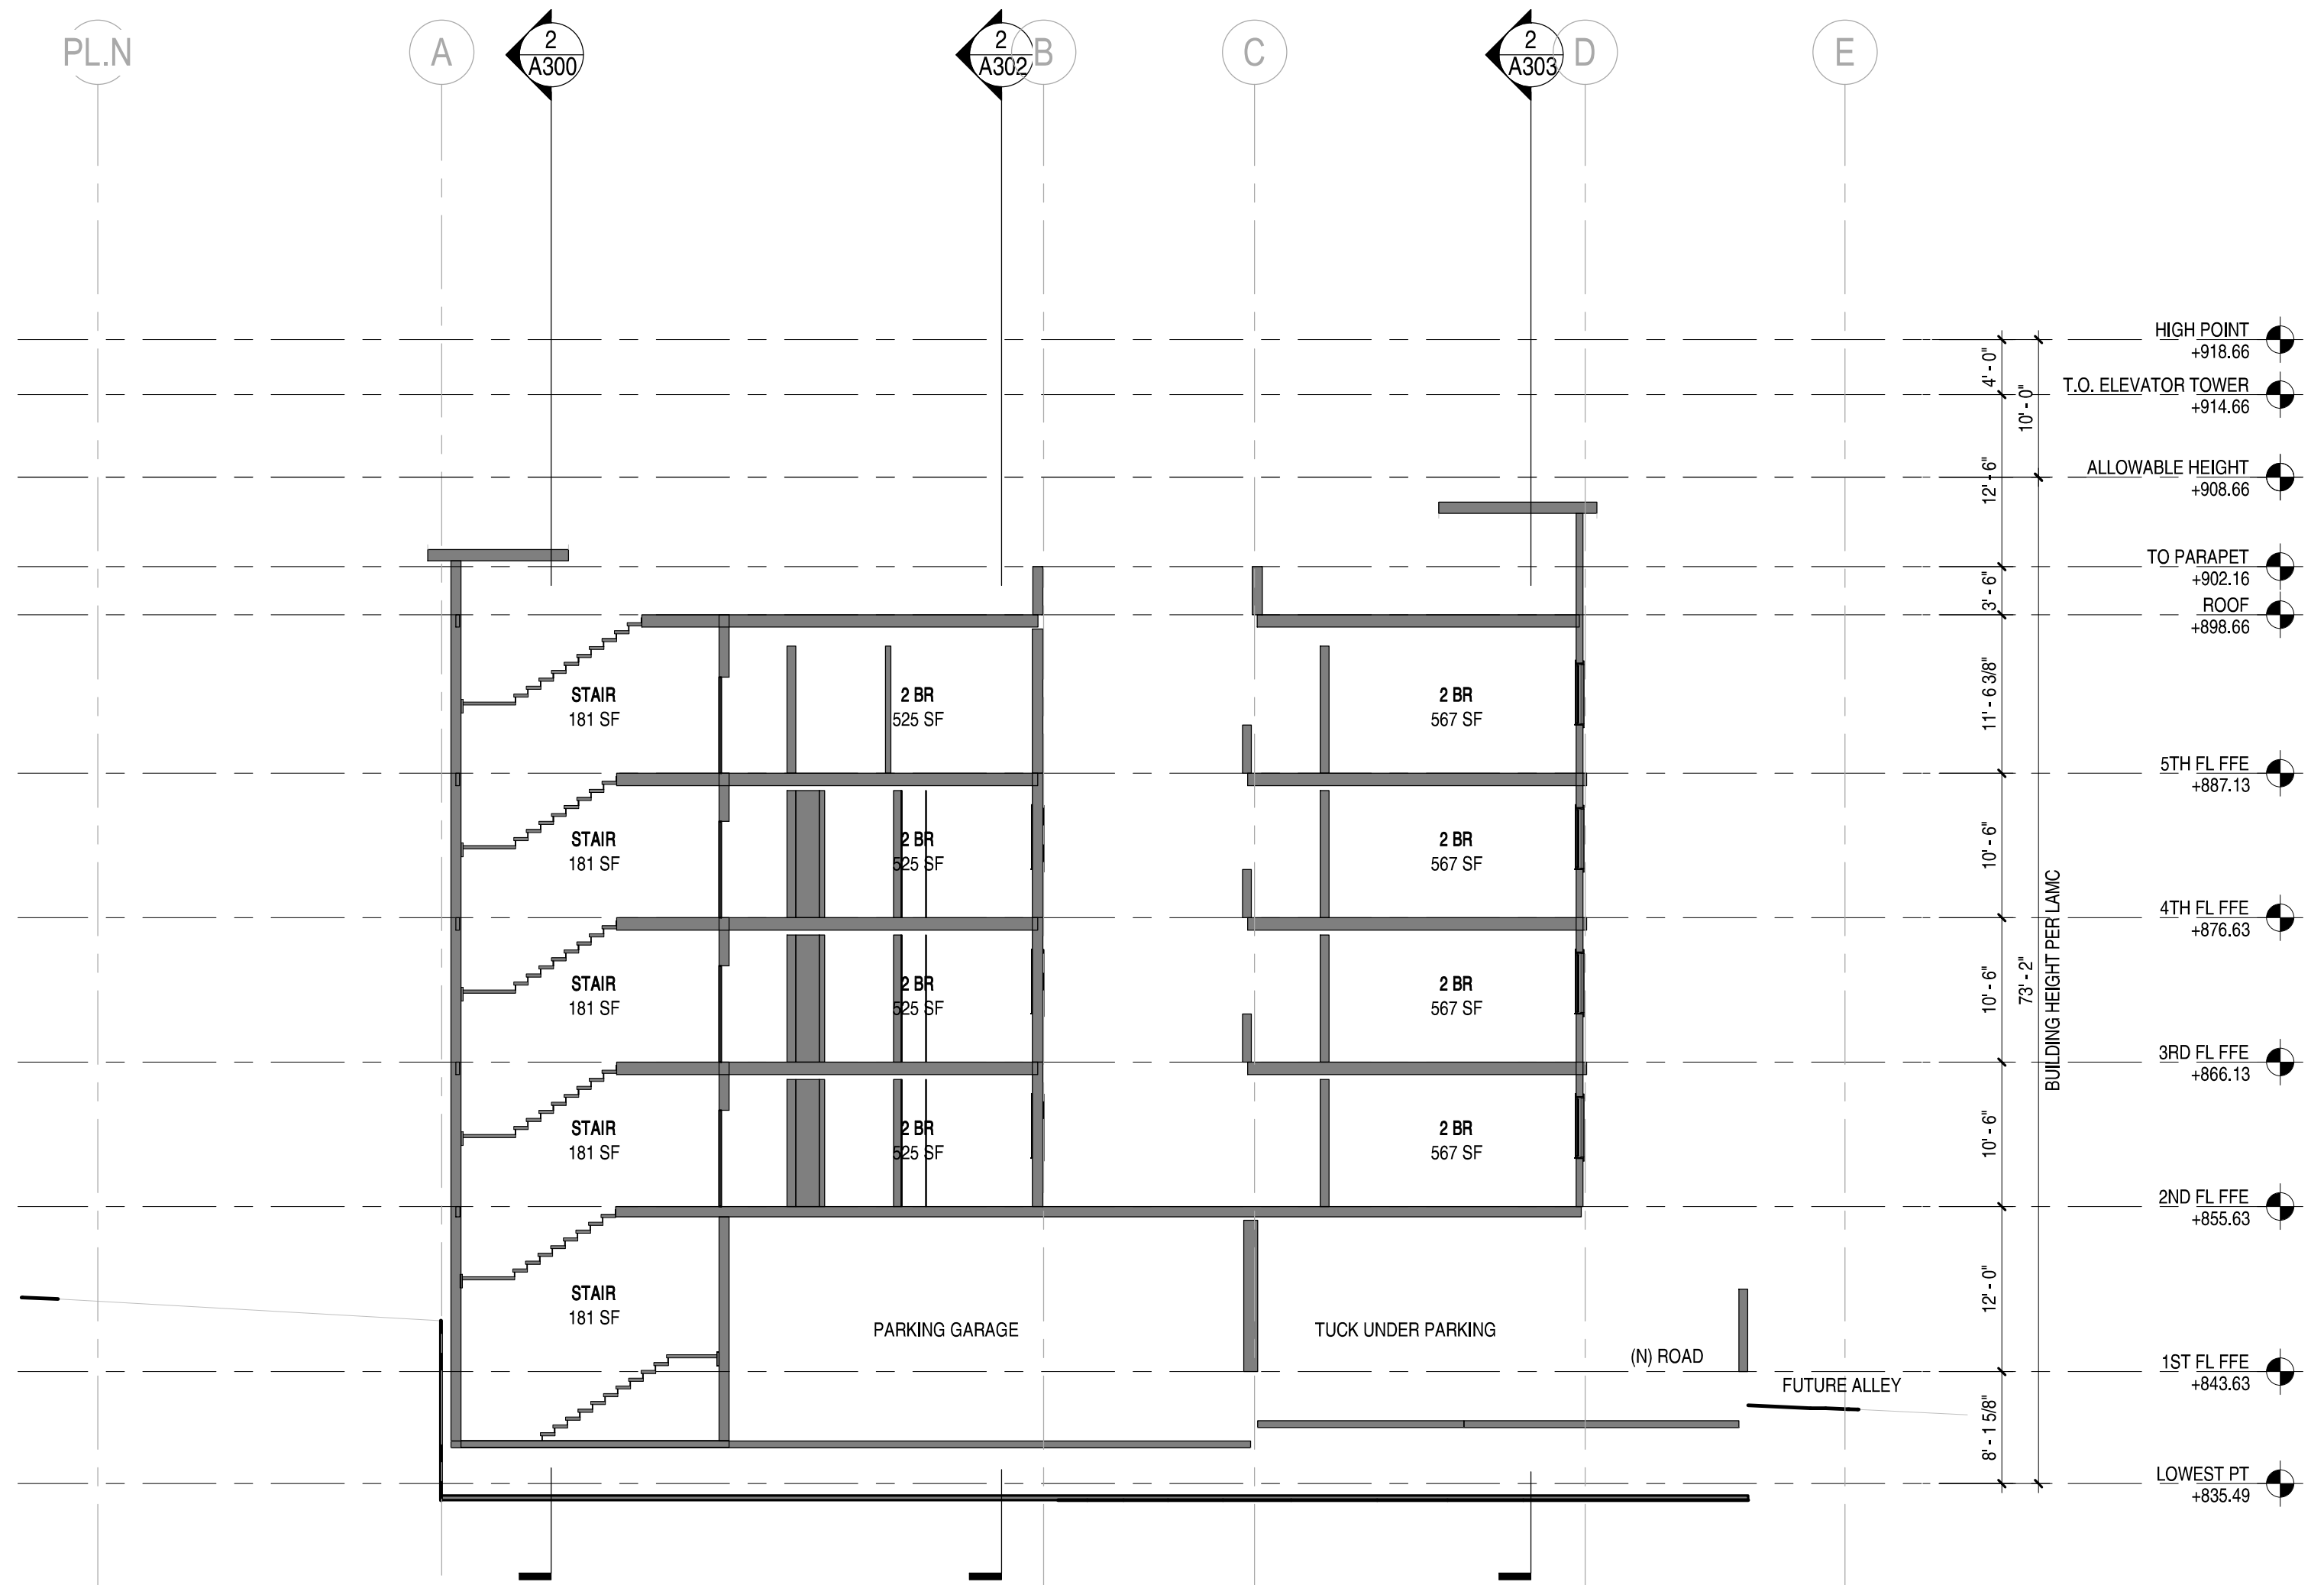 PL.N
A
2
A300
2
A302
B
C
2
A303
D
E
HIGH POINT
+918.66
4' - 0"
T.O. ELEVATOR TOWER
+914.66
10' - 0"
ALLOWABLE HEIGHT
+908.66
12' - 6"
TO PARAPET
+902.16
3' - 6"
ROOF
+898.66
STAIR
181 SF
2 BR
525 SF
2 BR
567 SF
11' - 6 3/8"
5TH FL FFE
+887.13
STAIR
181 SF
2 BR
525 SF
2 BR
567 SF
10' - 6"
4TH FL FFE
+876.63
STAIR
181 SF
2 BR
525 SF
2 BR
567 SF
10' - 6"
73' - 2"
BUILDING HEIGHT PER LAMC
3RD FL FFE
+866.13
STAIR
181 SF
2 BR
525 SF
2 BR
567 SF
10' - 6"
2ND FL FFE
+855.63
STAIR
181 SF
PARKING GARAGE
TUCK UNDER PARKING
(N) ROAD
12' - 0"
1ST FL FFE
+843.63
FUTURE ALLEY
8' - 1 5/8"
LOWEST PT
+835.49